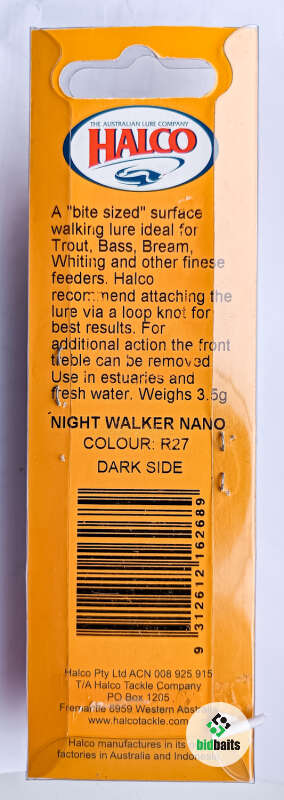 THE AUSTRALIAN LURE COMPANY
HALCO
A "bite sized" surface
walking lure ideal for
Trout, Bass, Bream,
Whiting and other finese
feeders. Halco
recommend attaching the
lure via a loop knot for
best results. For
additional action the front
treble can be removed
Use in estuaries and
fresh water. Weighs 3.5g
NIGHT WALKER NANO
COLOUR: R27
DARK SIDE
9 312612 162689
Halco Pty Ltd ACN 008 925 915
T/A Halco Tackle Company
PO Box 1205
Fremantle 6959 Western Austral
www.halcotackle.com
Halco manufactures in its o
factories in Australia and Indones
bidbaits